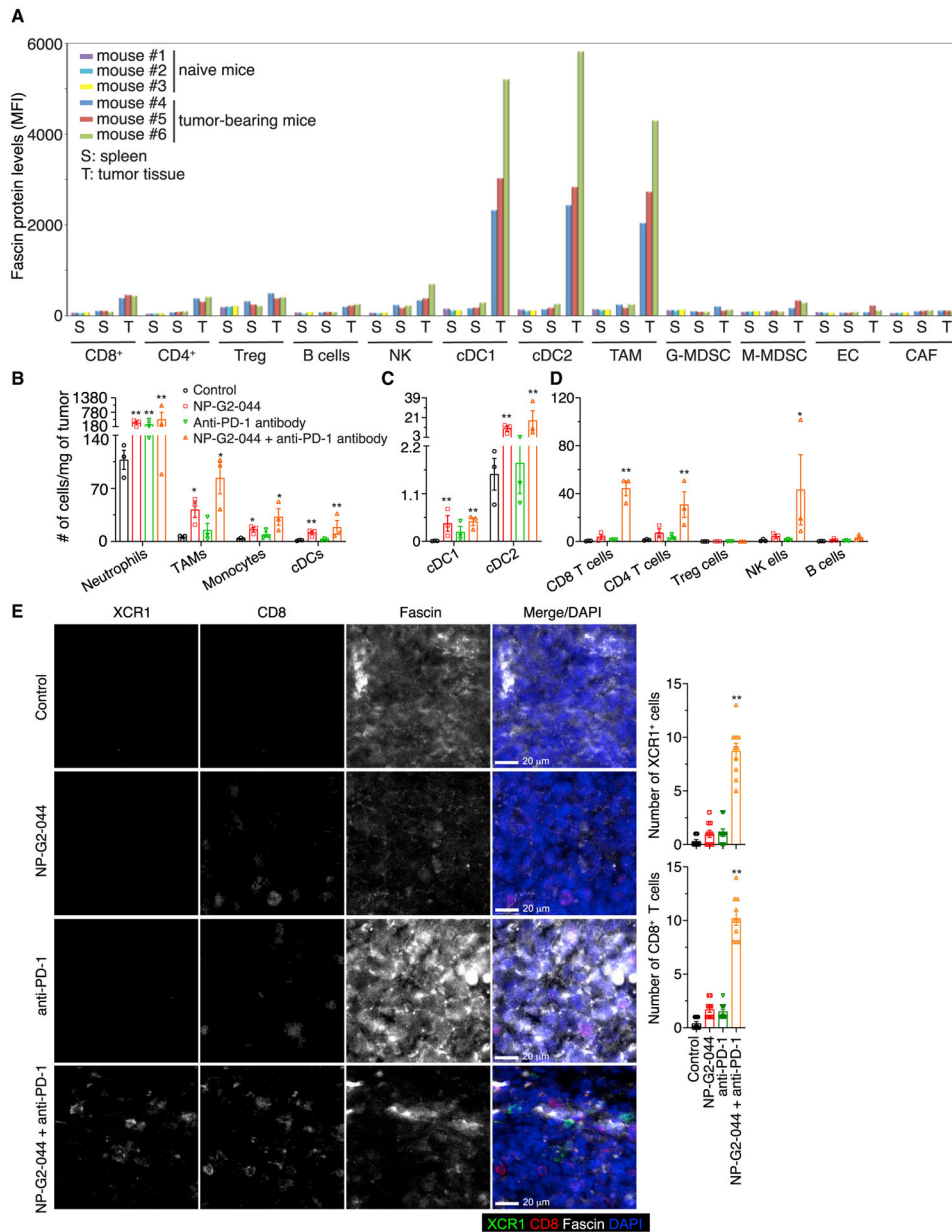 A
6000
4000
2000
0
Fascin protein levels (MFI)
mouse #1
mouse #2
mouse #3
naive mice
mouse #4
mouse #5
mouse #6
tumor-bearing mice
S: spleen
T: tumor tissue
S S T S S T S S T S S T S S T S S T S S T S S T S S T S S T S S T S S T
CD8+ CD4+ Treg B cells NK cDC1 cDC2 TAM G-MDSC M-MDSC EC CAF
B
# of cells/mg of tumor
1380
780
180
140
70
0
** ** ** * * * * ** **
Control
NP-G2-044
Anti-PD-1 antibody
NP-G2-044 + anti-PD-1 antibody
Neutrophils TAMs Monocytes cDCs
C
39
21
3
2.2
1.1
0
** ** ** **
cDC1 cDC2
D
120
80
40
0
** ** *
CD8 T cells CD4 T cells Treg cells NK ells B cells
E
XCR1 CD8 Fascin Merge/DAPI
Control
20 μm
NP-G2-044
20 μm
anti-PD-1
20 μm
NP-G2-044 + anti-PD-1
20 μm
XCR1 CD8 Fascin DAPI
Number of XCR1+ cells
15
10
5
0
**
Number of CD8+ T cells
15
10
5
0
**
Control
NP-G2-044
anti-PD-1
NP-G2-044 + anti-PD-1